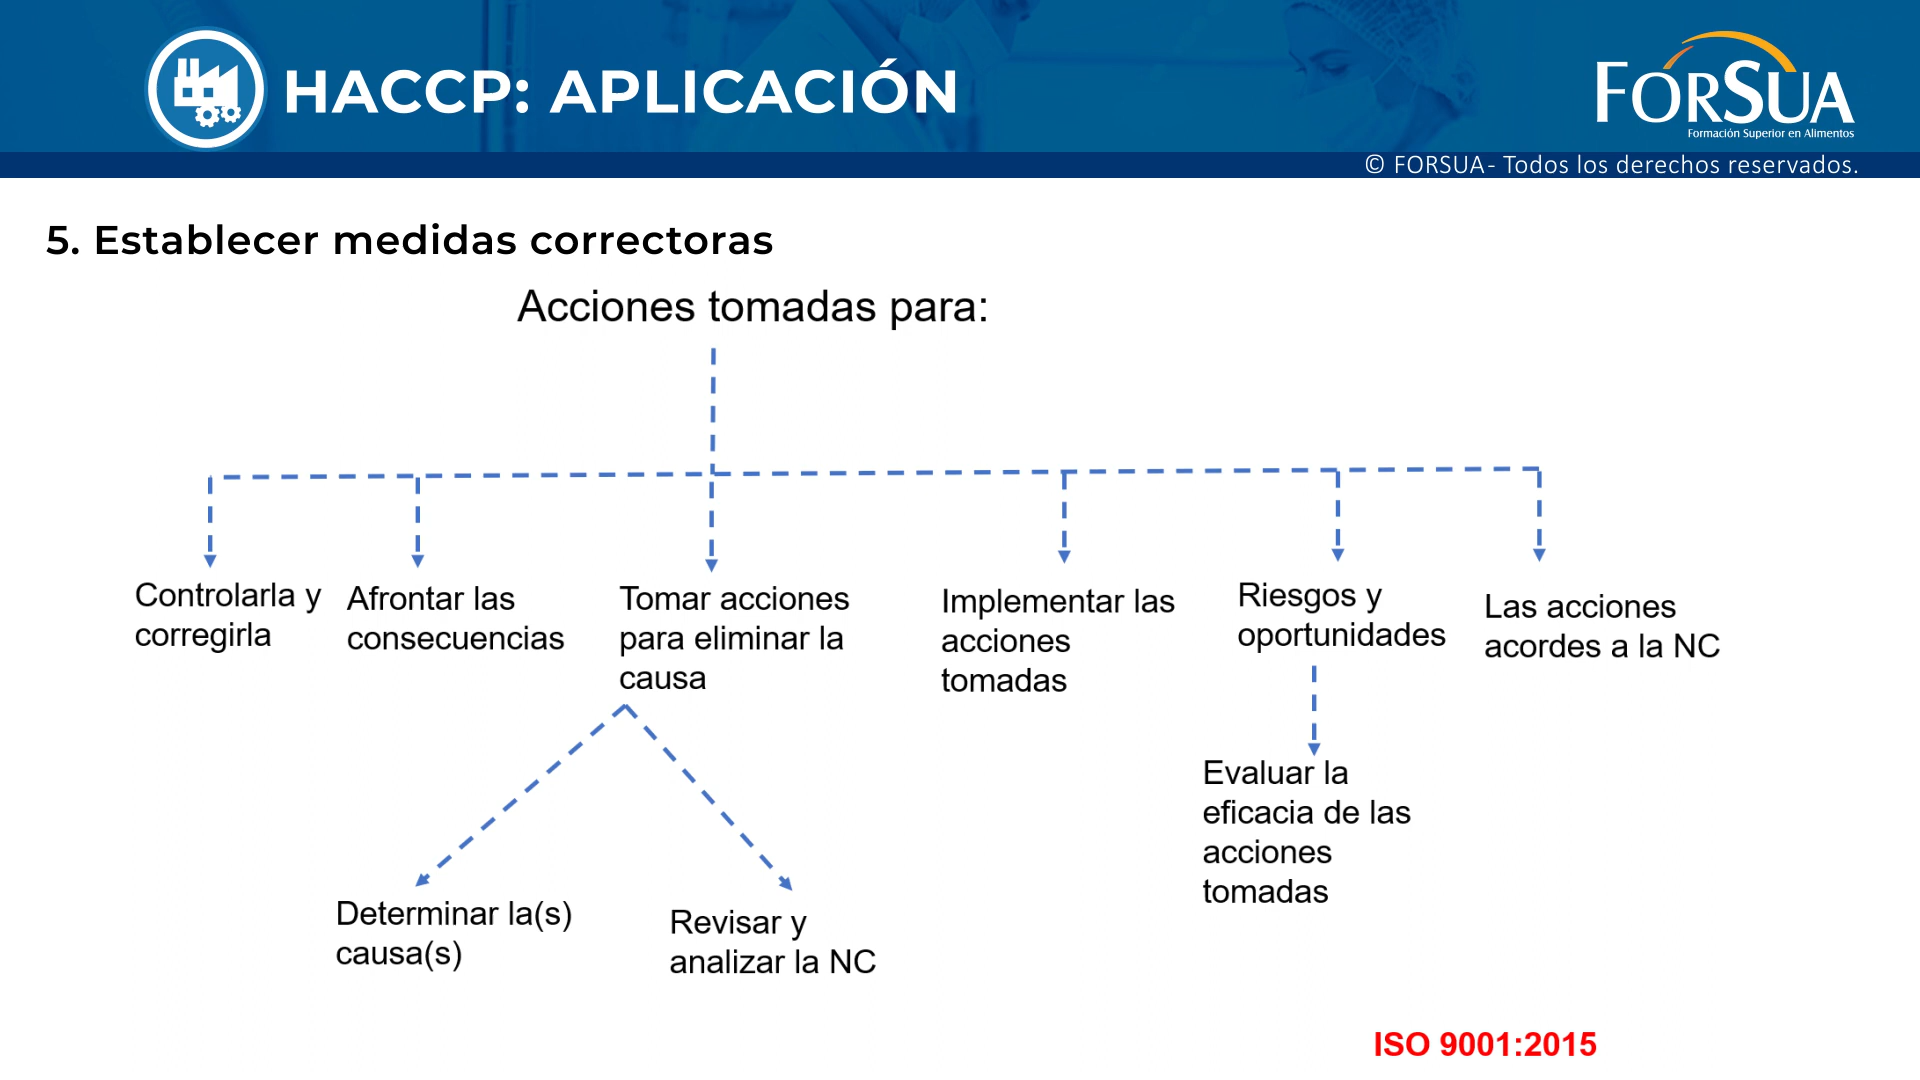 HACCP: APLICACIÓN
FORSUA
Formación Superior en Alimentos
© FORSUA- Todos los derechos reservados.
5. Establecer medidas correctoras
Acciones tomadas para:
Controlarla y
corregirla
Afrontar las
consecuencias
Tomar acciones
para eliminar la
causa
Implementar las
acciones
tomadas
Riesgos y
oportunidades
Las acciones
acordes a la NC
Evaluar la
eficacia de las
acciones
tomadas
Determinar la(s)
causa(s)
Revisar y
analizar la NC
ISO 9001:2015